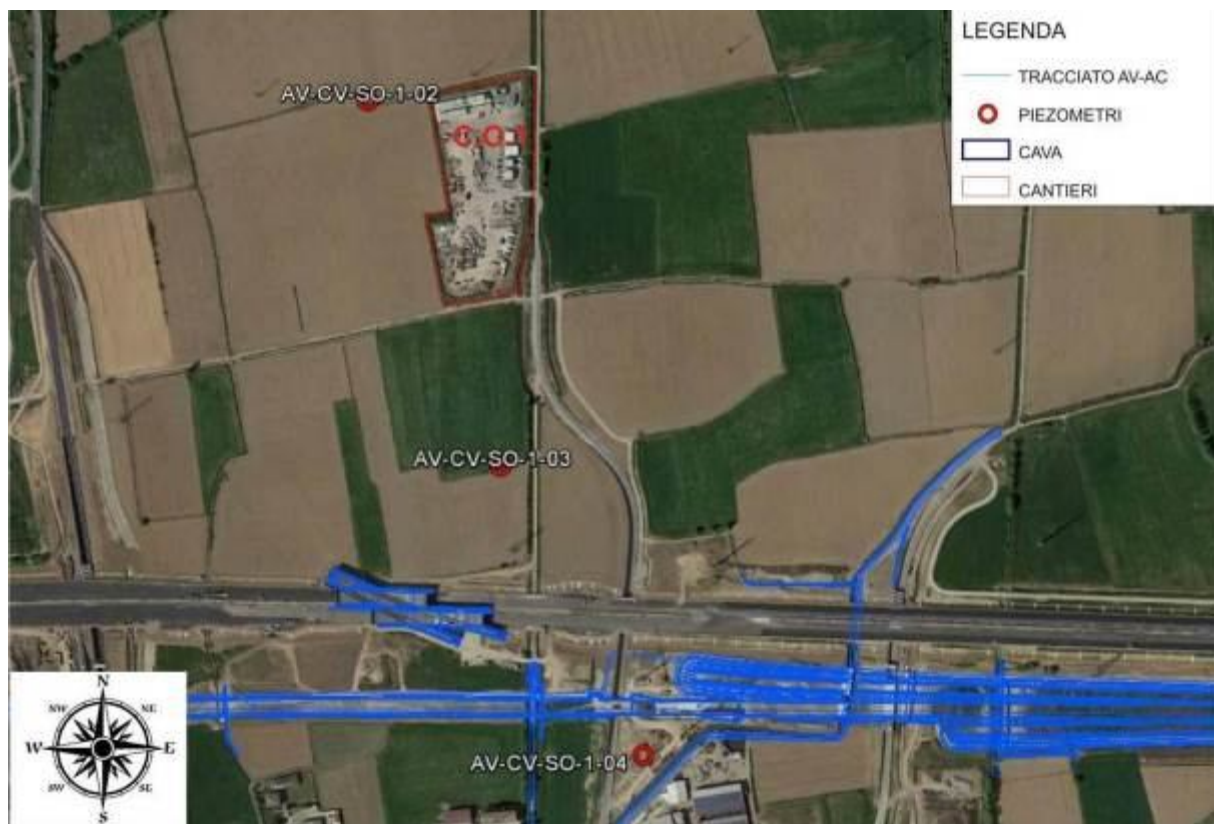 LEGENDA
TRACCIATO AV-AC
PIEZOMETRI
CAVA
CANTIERI
AV-CV-SO-1-02
AV-CV-SO-1-03
AV-CV-SO-1-04
N
NW NE
W E
SW SE
S